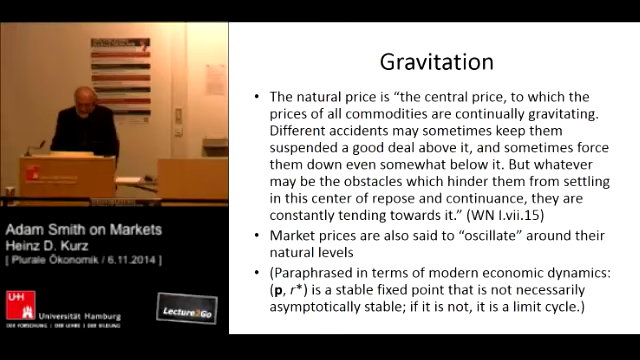 Gravitation
• The natural price is “the central price, to which the
prices of all commodities are continually gravitating.
Different accidents may sometimes keep them
suspended a good deal above it, and sometimes force
them down even somewhat below it. But whatever
may be the obstacles which hinder them from settling
in this center of repose and continuance, they are
constantly tending towards it.” (WN I.vii.15)
• Market prices are also said to “oscillate” around their
natural levels
• (Paraphrased in terms of modern economic dynamics:
(p, r*) is a stable fixed point that is not necessarily
asymptotically stable; if it is not, it is a limit cycle.)
Adam Smith on Markets
Heinz D. Kurz
[ Plurale Ökonomik / 6.11.2014 ]
UH
Universität Hamburg
DER FORSCHUNG | DER LEHRE | DER BILDUNG
Lecture2Go